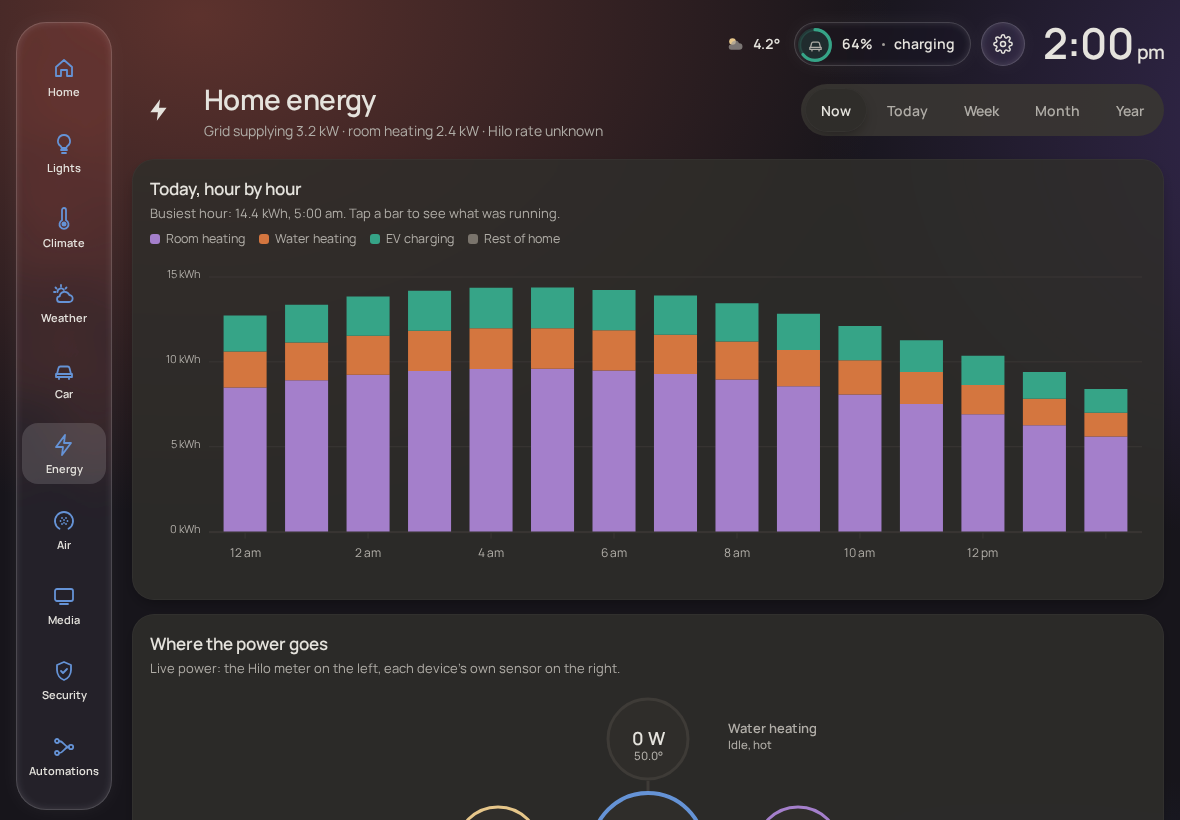 4.2°
64% • charging
2:00 pm
Home
Lights
Climate
Weather
Car
Energy
Air
Media
Security
Automations
Home energy
Grid supplying 3.2 kW · room heating 2.4 kW · Hilo rate unknown
Now Today Week Month Year
Today, hour by hour
Busiest hour: 14.4 kWh, 5:00 am. Tap a bar to see what was running.
Room heating Water heating EV charging Rest of home
15 kWh
10 kWh
5 kWh
0 kWh
12 am 2 am 4 am 6 am 8 am 10 am 12 pm
Where the power goes
Live power: the Hilo meter on the left, each device's own sensor on the right.
0 W
50.0°
Water heating
Idle, hot